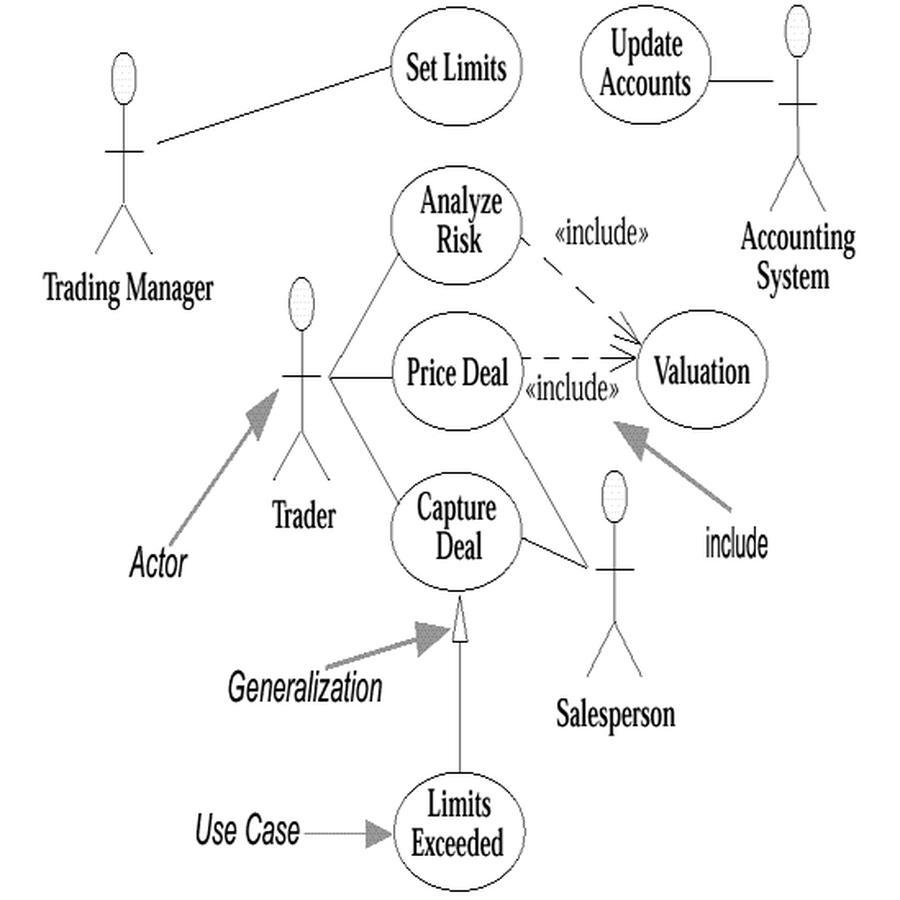 Set Limits
Update
Accounts
Analyze
Risk
«include»
Accounting
System
Trading Manager
Price Deal
«include»
Valuation
Capture
Deal
Trader
Actor
include
Generalization
Salesperson
Limits
Exceeded
Use Case